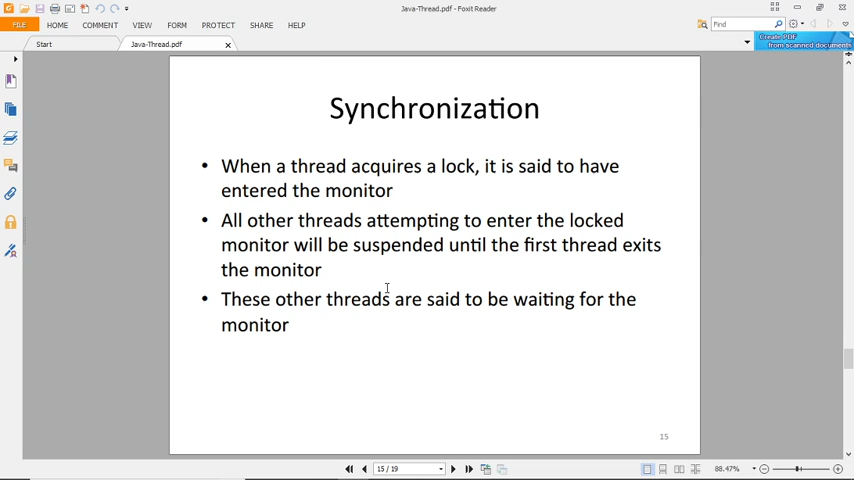 Java-Thread.pdf - Foxit Reader
FILE HOME COMMENT VIEW FORM PROTECT SHARE HELP
Find
Create PDF
from scanned documents
Start Java-Thread.pdf
Synchronization
• When a thread acquires a lock, it is said to have
entered the monitor
• All other threads attempting to enter the locked
monitor will be suspended until the first thread exits
the monitor
• These other threads are said to be waiting for the
monitor
15
15 / 19
88.47%